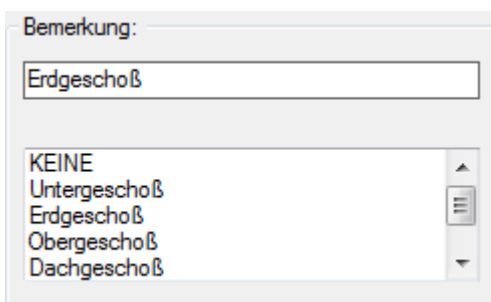 Bemerkung:
Erdgeschoß
KEINE
Untergeschoß
Erdgeschoß
Obergeschoß
Dachgeschoß